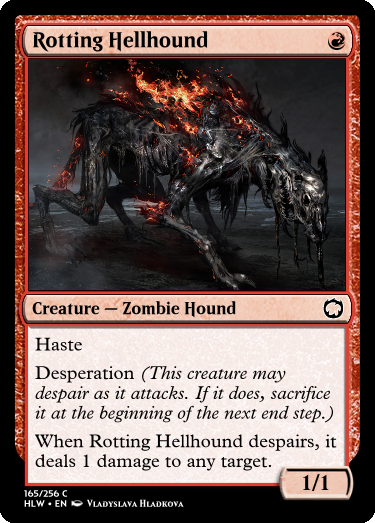 Rotting Hellhound
Creature — Zombie Hound
Haste
Desperation (This creature may
despair as it attacks. If it does, sacrifice
it at the beginning of the next end step.)
When Rotting Hellhound despairs, it
deals 1 damage to any target.
1/1
165/256 C
HLW • EN Vladyslava Hladkova